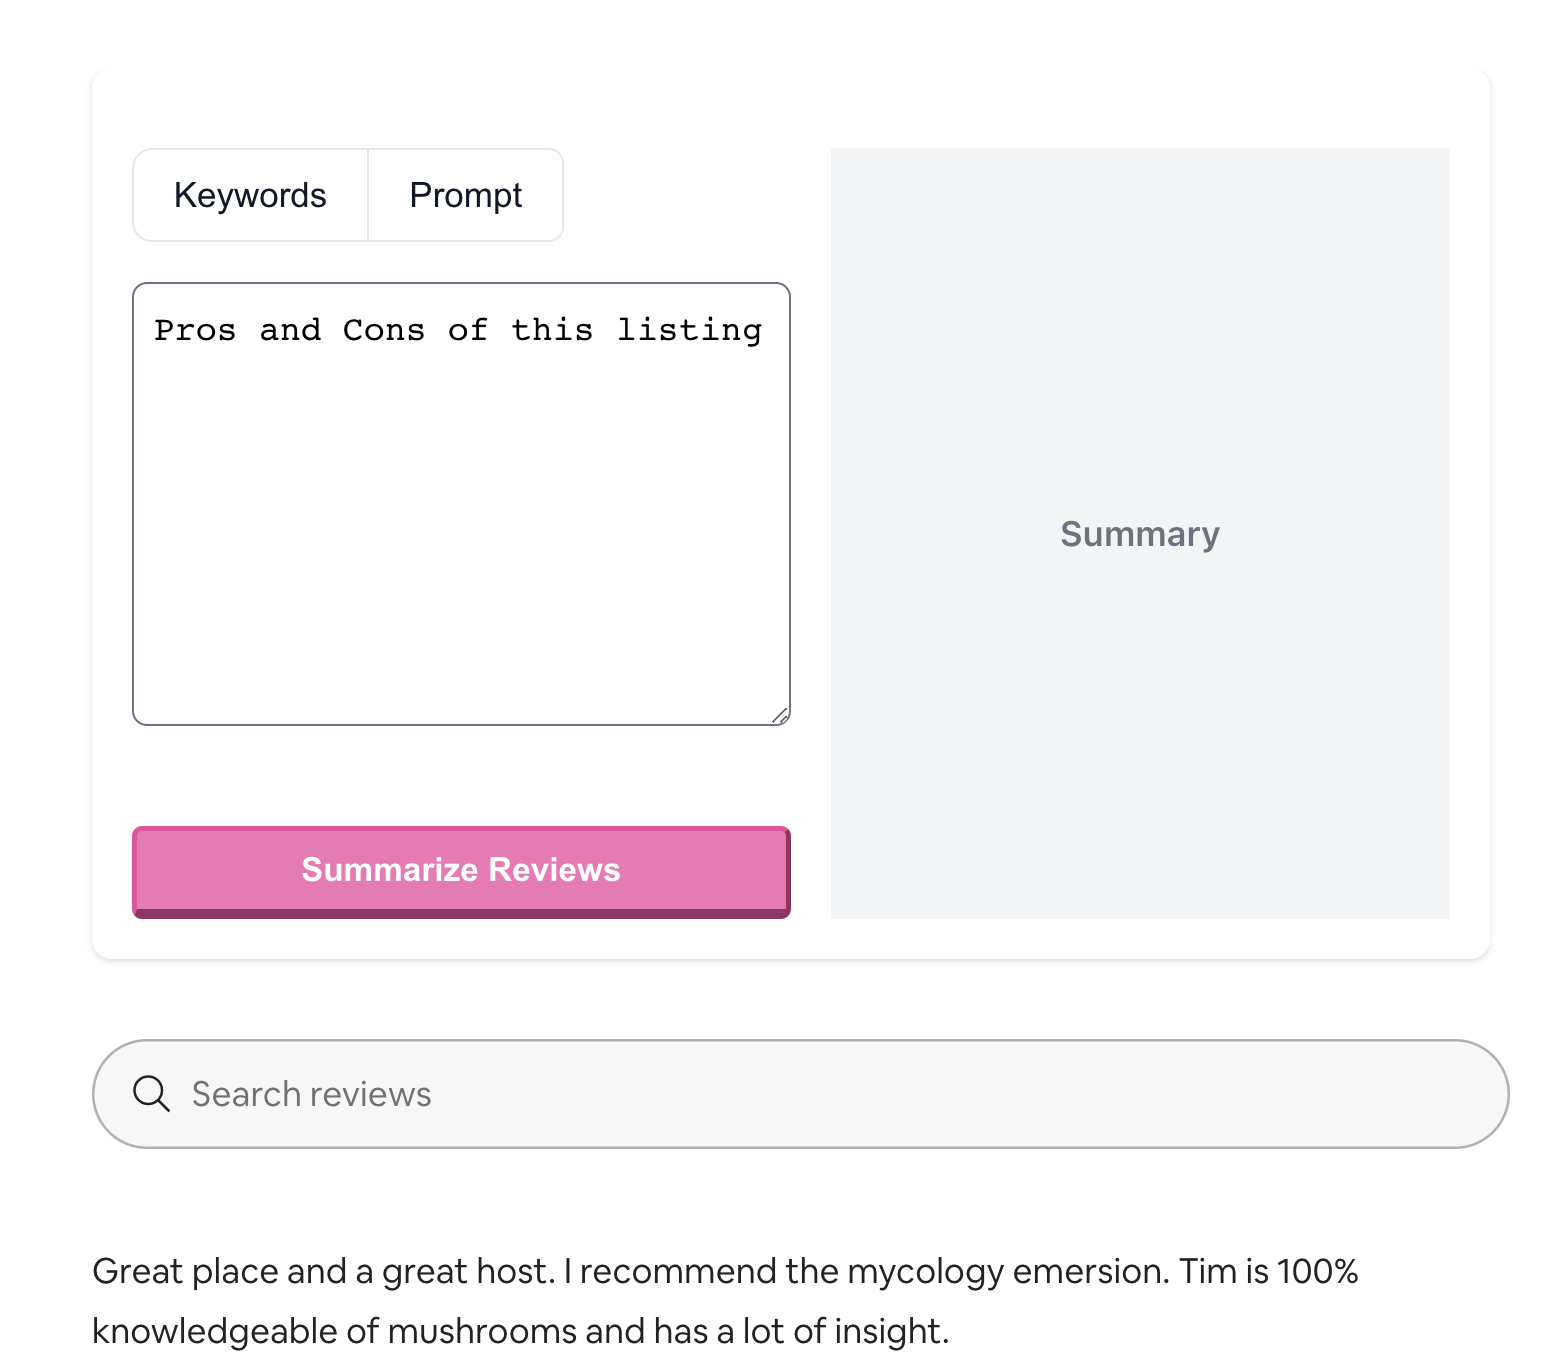 Keywords
Prompt
Pros and Cons of this listing
Summarize Reviews
Summary
Search reviews
Great place and a great host. I recommend the mycology emersion. Tim is 100%
knowledgeable of mushrooms and has a lot of insight.